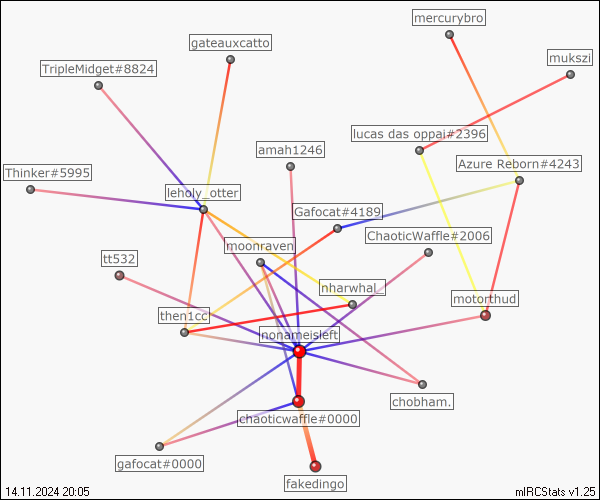 mercurybro
gateauxcatto
mukszi
TripleMidget#8824
lucas das oppai#2396
amah1246
Azure Reborn#4243
Thinker#5995
leholy_otter
Gafocat#4189
ChaoticWaffle#2006
moonraven
tt532
nharwhal_
motorthud
then1cc
nonameisleft
chobham.
chaoticwaffle#0000
gafocat#0000
fakedingo
14.11.2024 20:05
mIRCStats v1.25